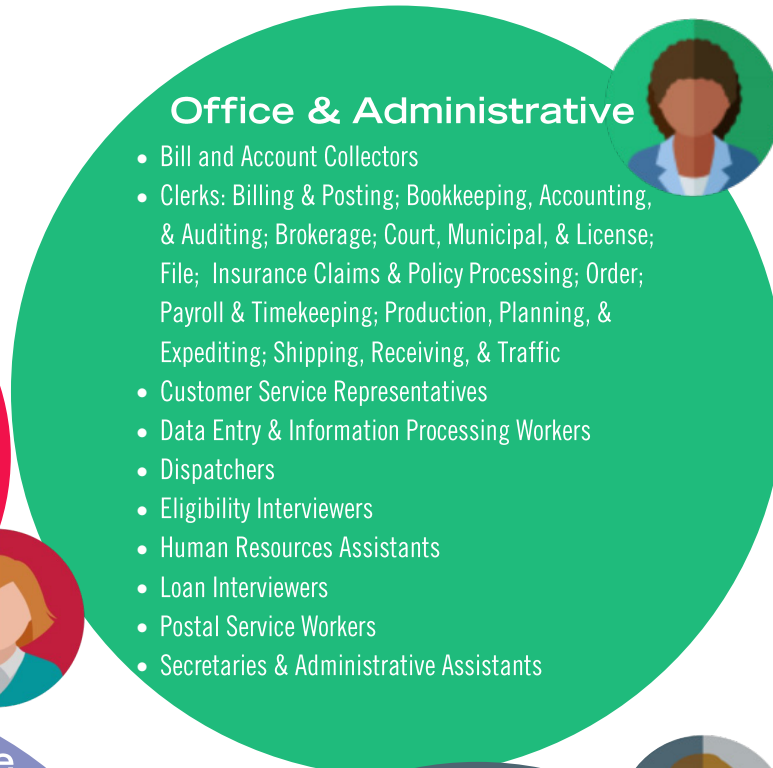 Office & Administrative
• Bill and Account Collectors
• Clerks: Billing & Posting; Bookkeeping, Accounting,
& Auditing; Brokerage; Court, Municipal, & License;
File;  Insurance Claims & Policy Processing; Order;
Payroll & Timekeeping; Production, Planning, &
Expediting; Shipping, Receiving, & Traffic
• Customer Service Representatives
• Data Entry & Information Processing Workers
• Dispatchers
• Eligibility Interviewers
• Human Resources Assistants
• Loan Interviewers
• Postal Service Workers
• Secretaries & Administrative Assistants